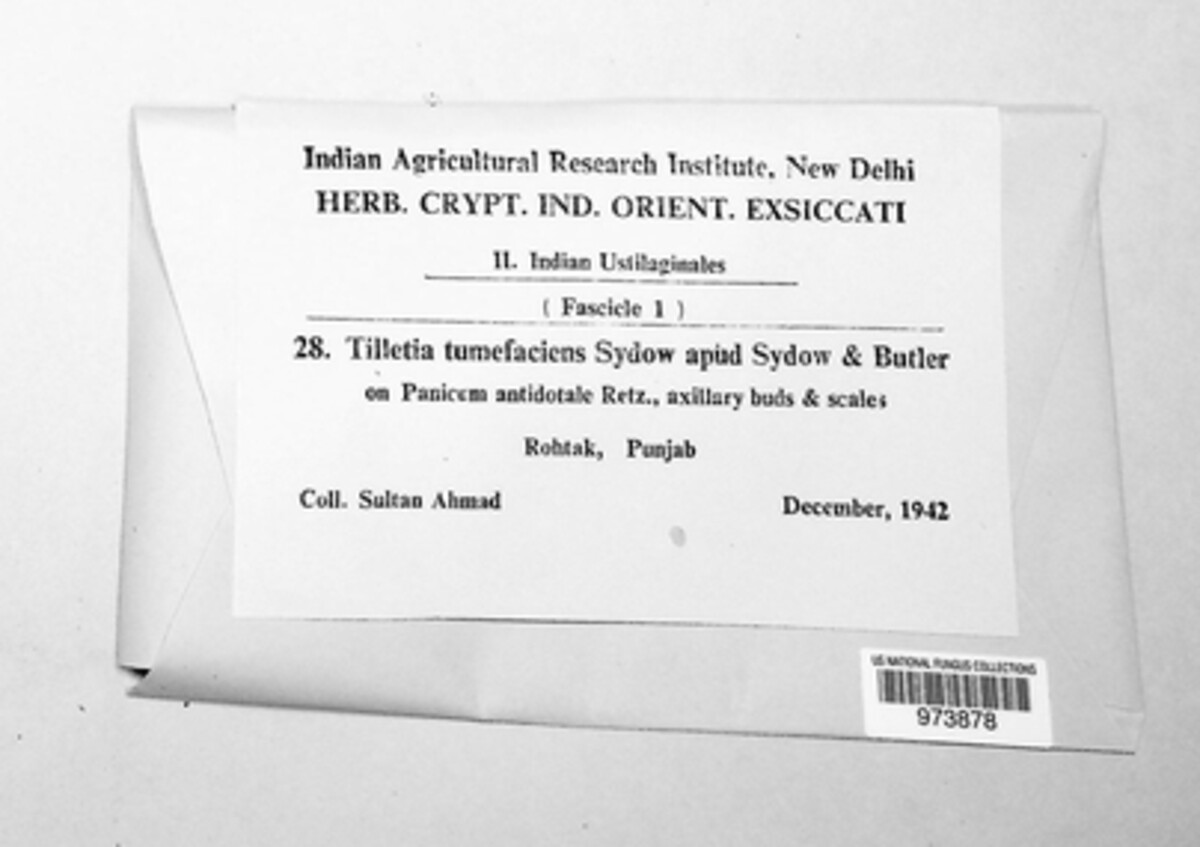 Indian Agricultural Research Institute, New Delhi
HERB. CRYPT. IND. ORIENT. EXSICCATI
II. Indian Ustilaginales
( Fascicle 1 )
28. Tilletia tumefaciens Sydow apud Sydow & Butler
on Panicum antidotale Retz., axillary buds & scales
Rohtak, Punjab
Coll. Sultan Ahmad December, 1942
US NATIONAL FUNGUS COLLECTIONS
973878